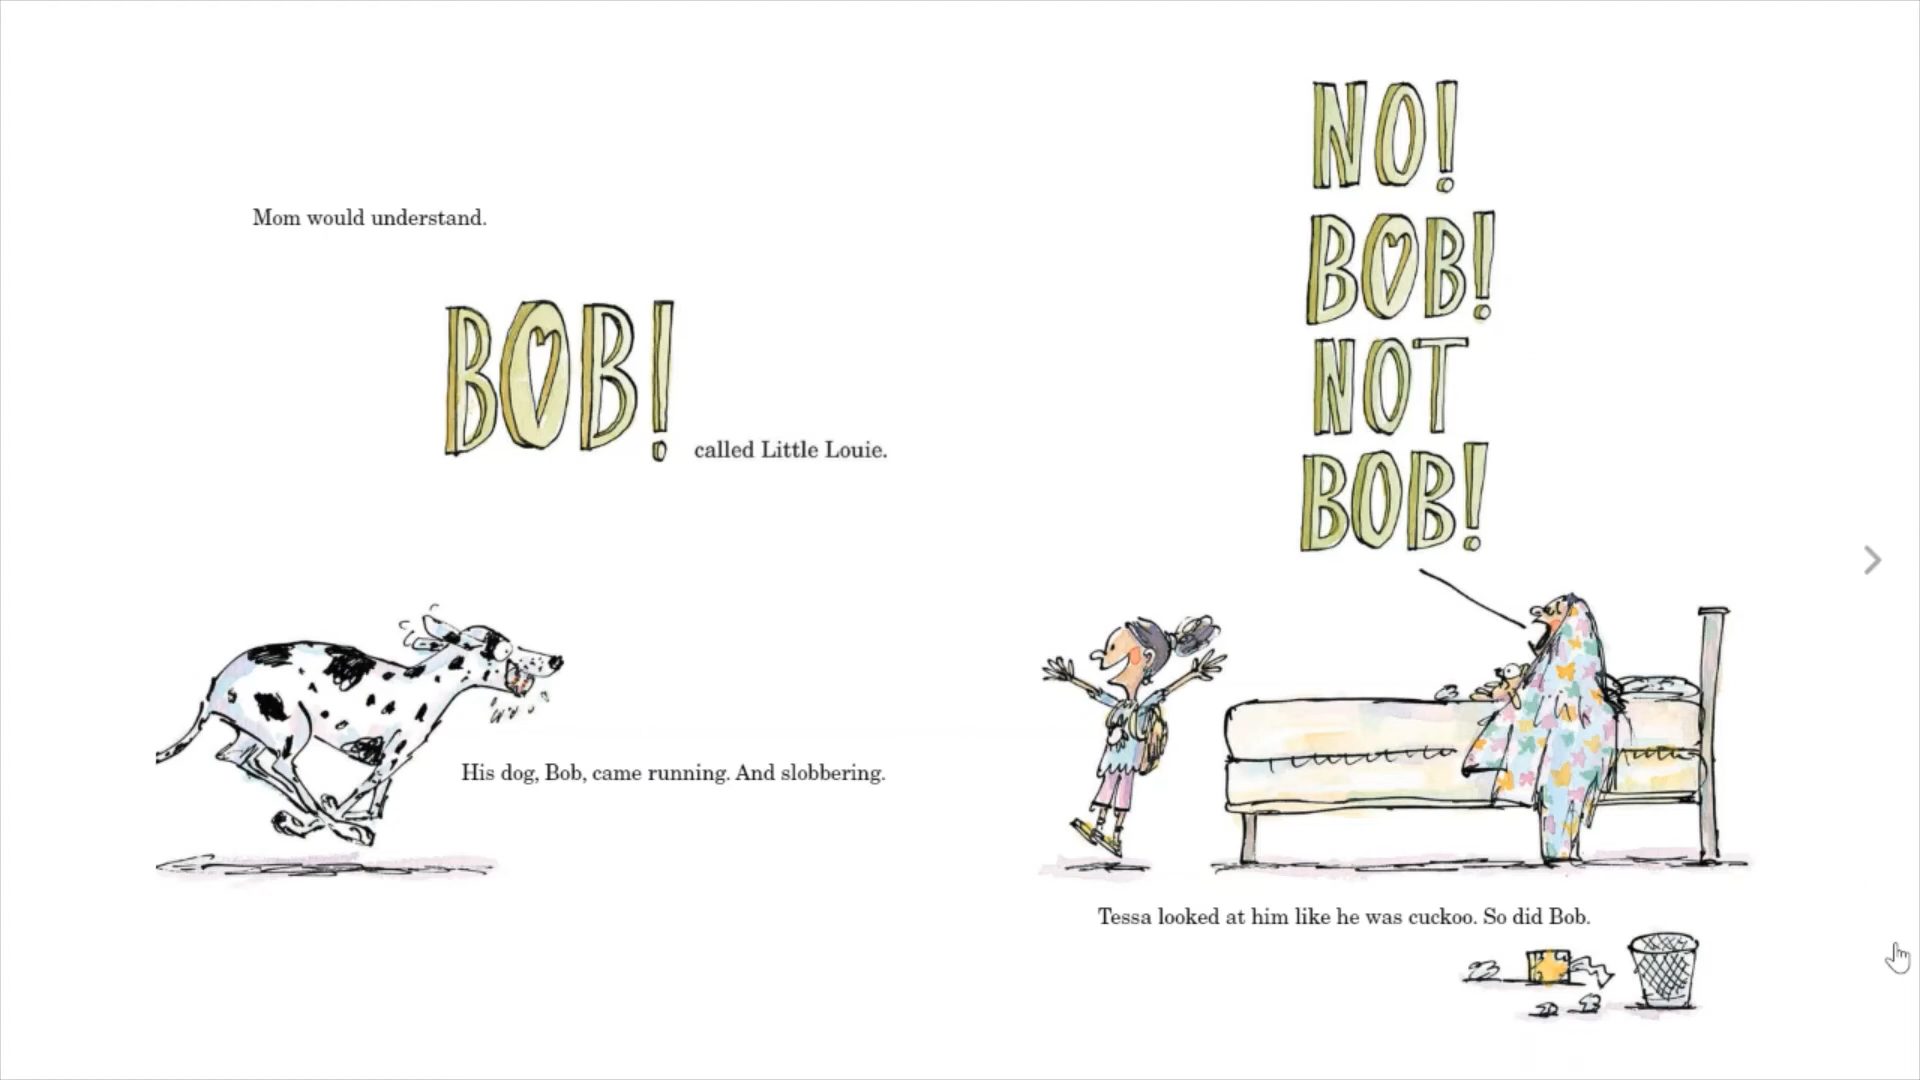 Mom would understand.
BOB!
called Little Louie.
His dog, Bob, came running. And slobbering.
NO!
BOB!
NOT
BOB!
Tessa looked at him like he was cuckoo. So did Bob.